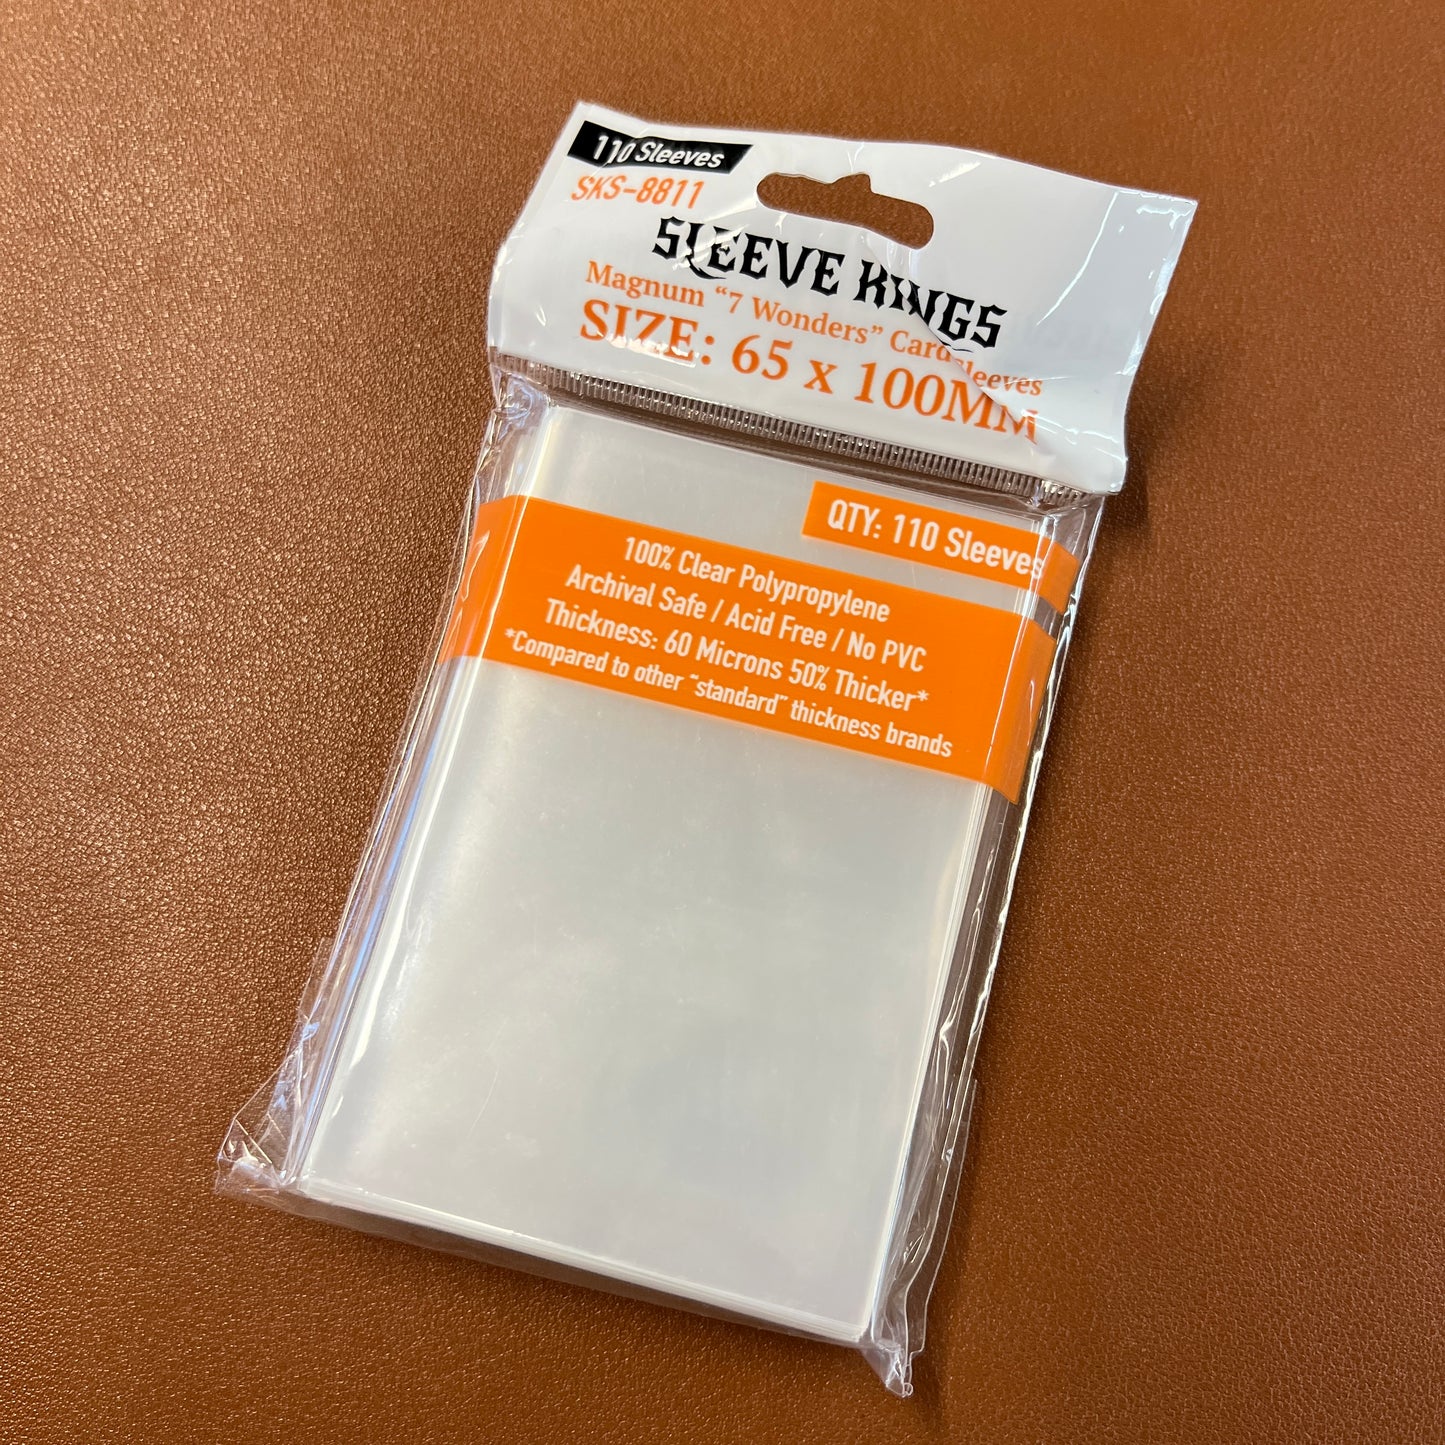 110 Sleeves
SKS-8811
SLEEVE KINGS
Magnum “7 Wonders” Card Sleeves
SIZE: 65 x 100MM
QTY: 110 Sleeves
100% Clear Polypropylene
Archival Safe / Acid Free / No PVC
Thickness: 60 Microns 50% Thicker*
*Compared to other “standard” thickness brands